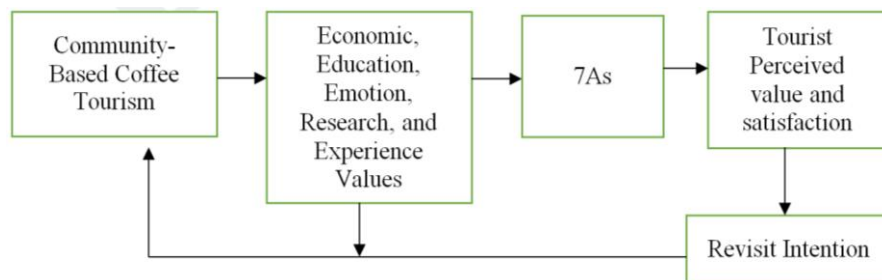 Community-
Based Coffee
Tourism
Economic,
Education,
Emotion,
Research, and
Experience
Values
7As
Tourist
Perceived
value and
satisfaction
Revisit Intention